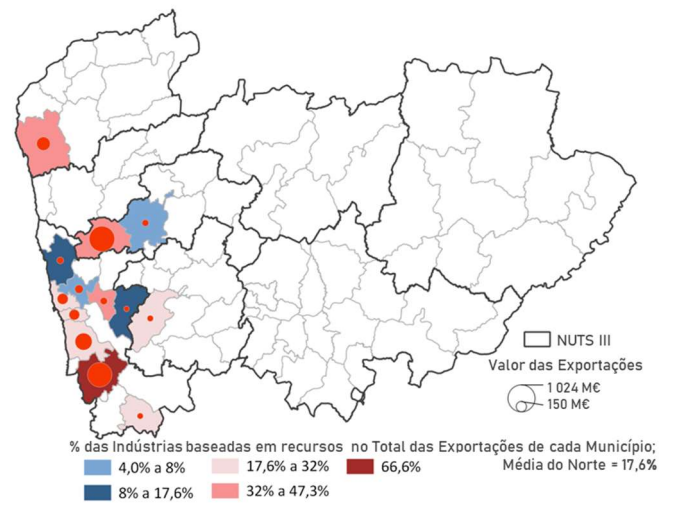 NUTS III
Valor das Exportações
1 024 M€
150 M€
% das Indústrias baseadas em recursos no Total das Exportações de cada Município;
Média do Norte = 17,6%
4,0% a 8%
17,6% a 32%
66,6%
8% a 17,6%
32% a 47,3%